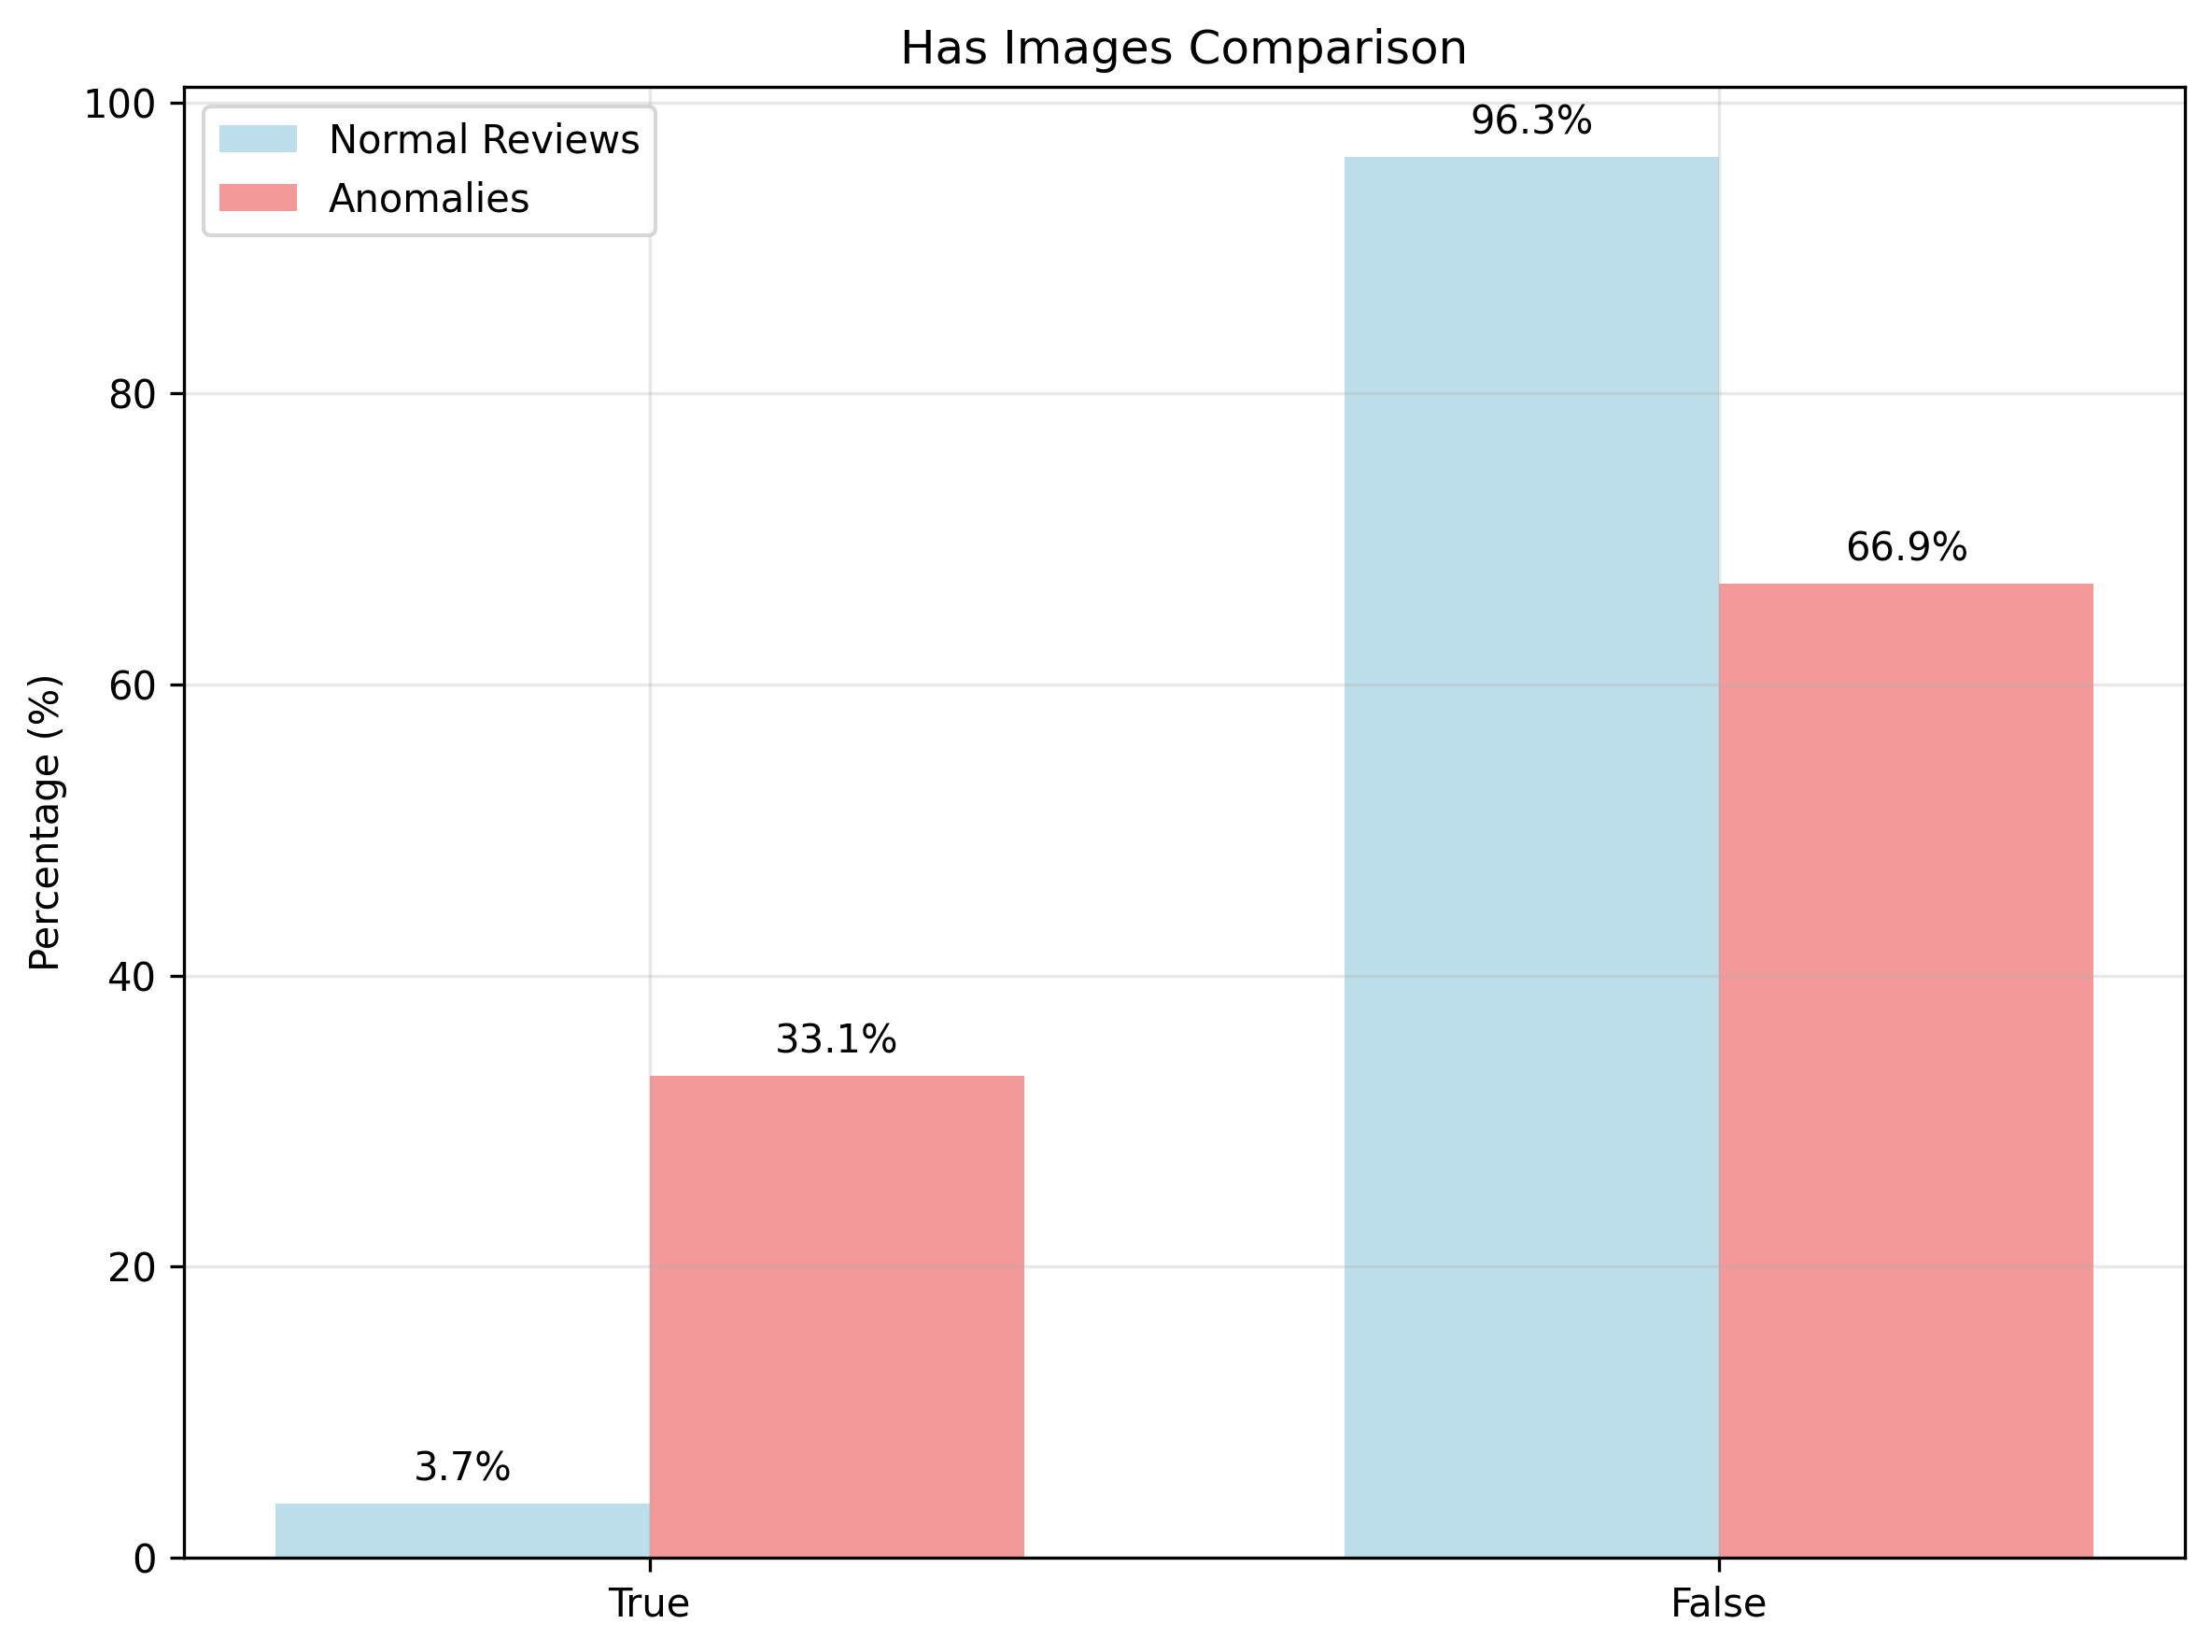 Has Images Comparison
Normal Reviews
Anomalies
Percentage (%)
100
80
60
40
20
0
3.7%
33.1%
96.3%
66.9%
True
False